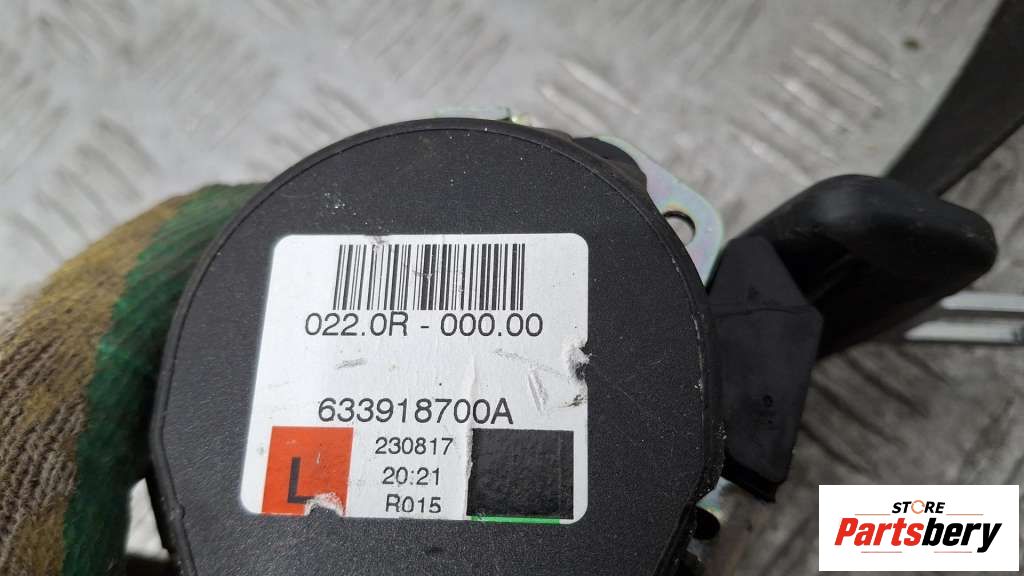 022.0R - 000.00
633918700A
L
230817
20:21
R015
STORE
Partsbery